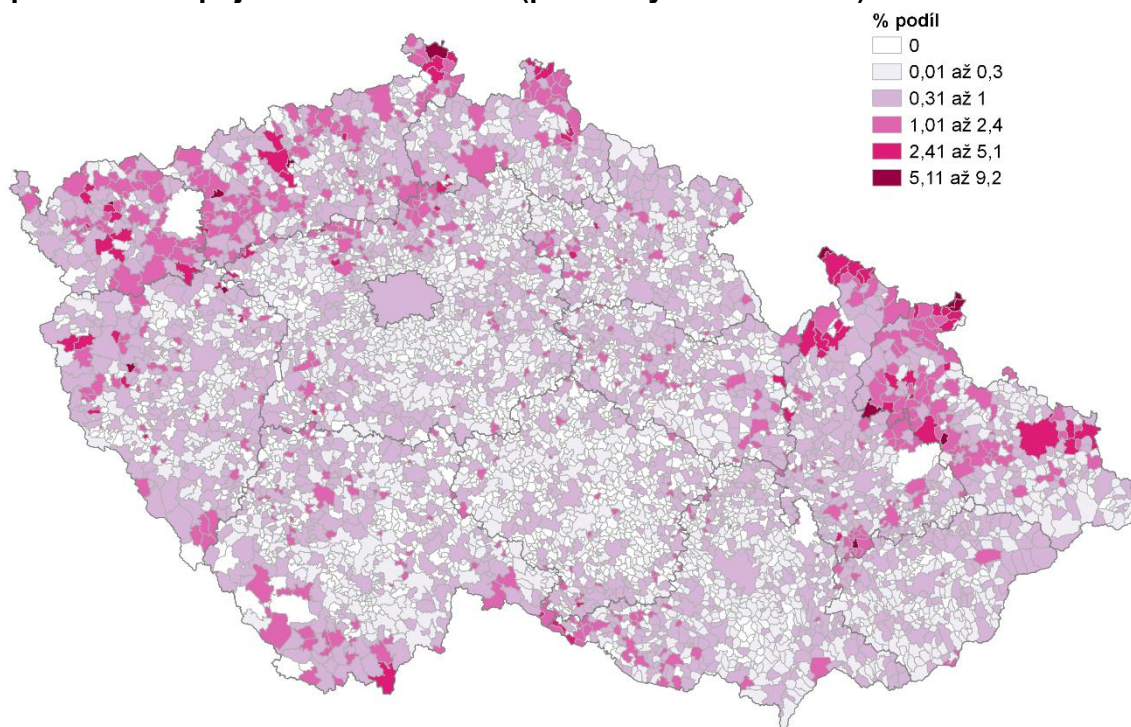 % podíl
0
0,01 až 0,3
0,31 až 1
1,01 až 2,4
2,41 až 5,1
5,11 až 9,2